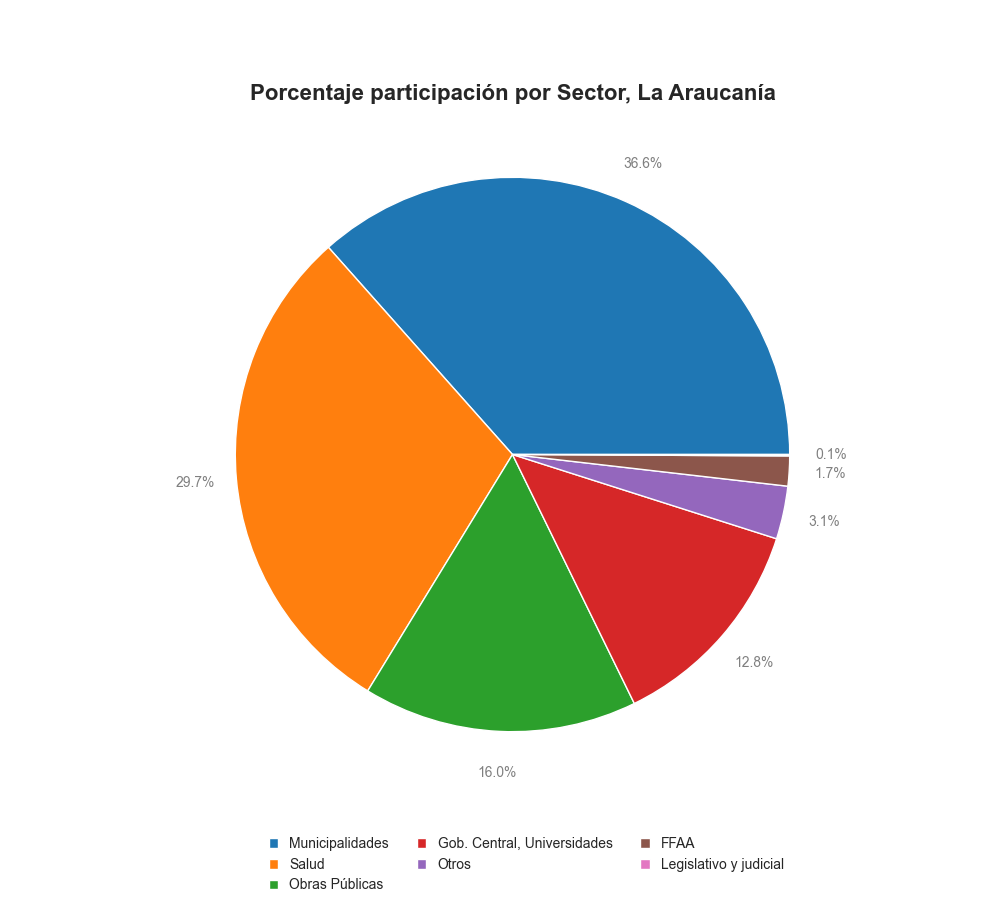 Porcentaje participación por Sector, La Araucanía
36.6%
0.1%
1.7%
29.7%
3.1%
12.8%
16.0%
Municipalidades
Salud
Obras Públicas
Gob. Central, Universidades
Otros
FFAA
Legislativo y judicial